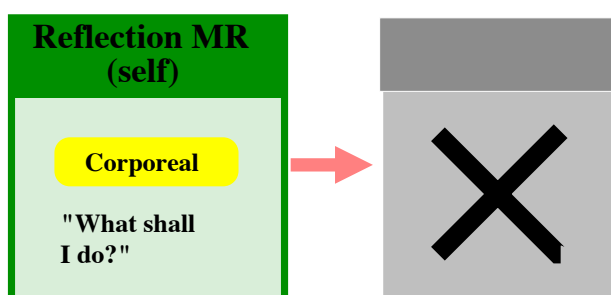 Reflection MR
(self)
Corporeal
"What shall
I do?"